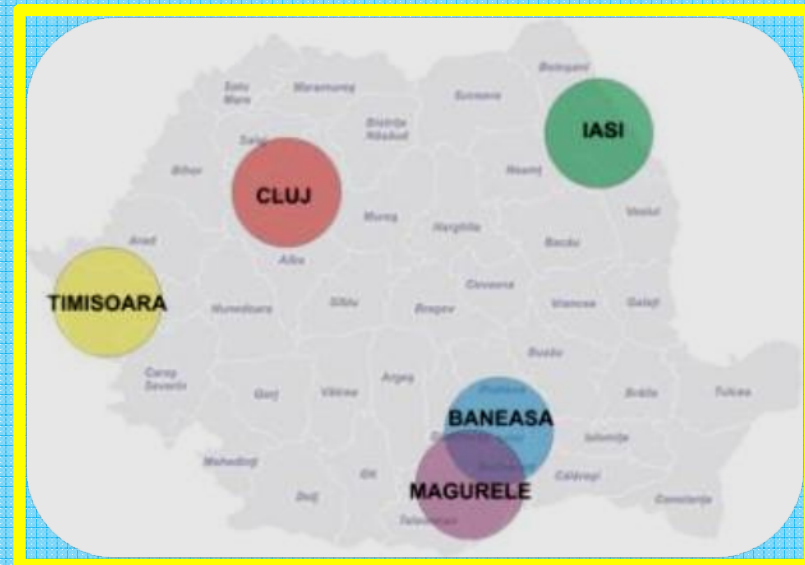 Botoșani
Satu
Mare
Maramureș
Suceava
Bistrița
Năsăud
IASI
Salaj
Bihor
Neamț
CLUJ
Mureș
Vaslui
Harghita
Arad
Bacău
Alba
Covasna
TIMISOARA
Hunedoara
Sibiu
Brașov
Vrancea
Galați
Buzău
Caraș
Severin
Argeș
Gorj
Vâlcea
Prahova
Brăila
Tulcea
BANEASA
Ialomița
Mehedinți
Olt
Călărași
MAGURELE
Dolj
Constanța
Teleorman